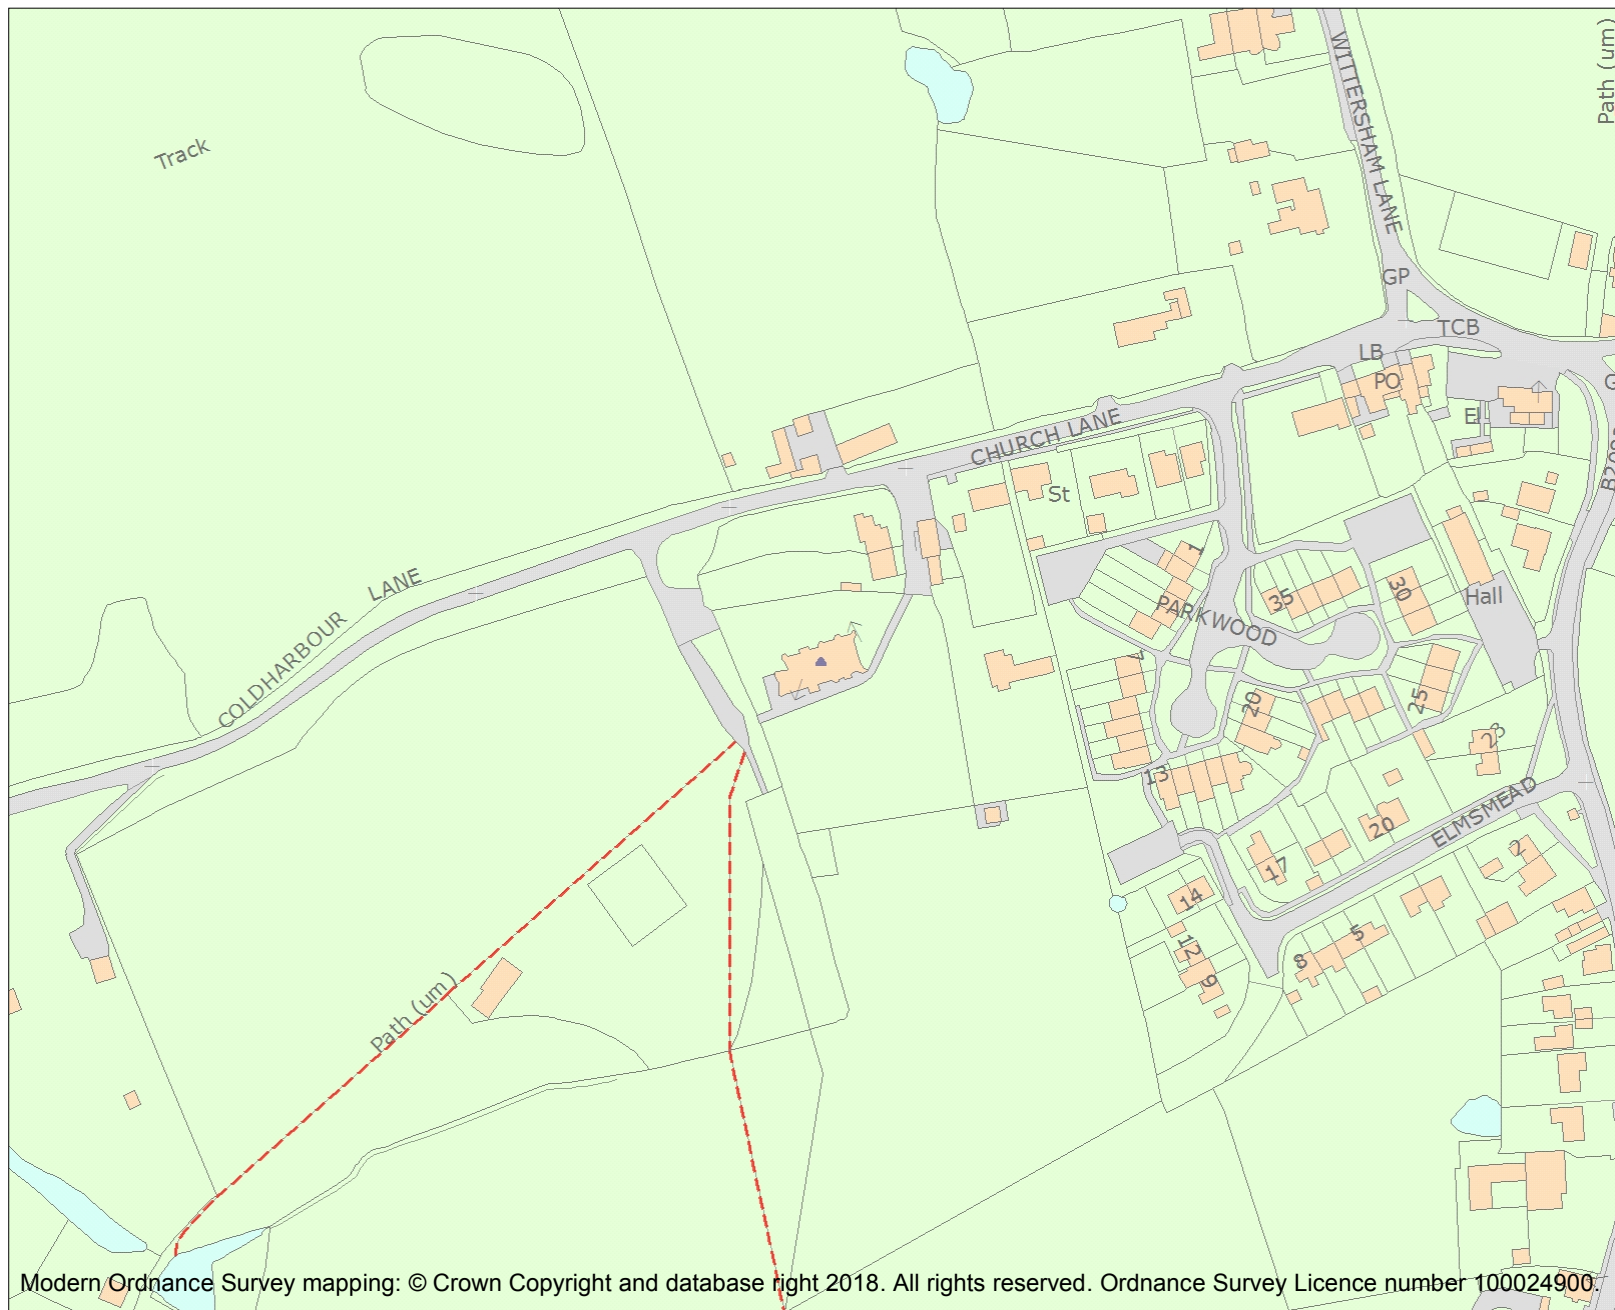 Path (um)
WITTERSHAM LANE
Track
GP
TCB
LB
PO
El
G
CHURCH LANE
St
COLDHARBOUR LANE
1
PARKWOOD
35
30
Hall
7
20
25
23
13
ELMSMEAD
20
17
2
14
12
9
8
5
Path (um)
Modern Ordnance Survey mapping: © Crown Copyright and database right 2018. All rights reserved. Ordnance Survey Licence number 100024900.